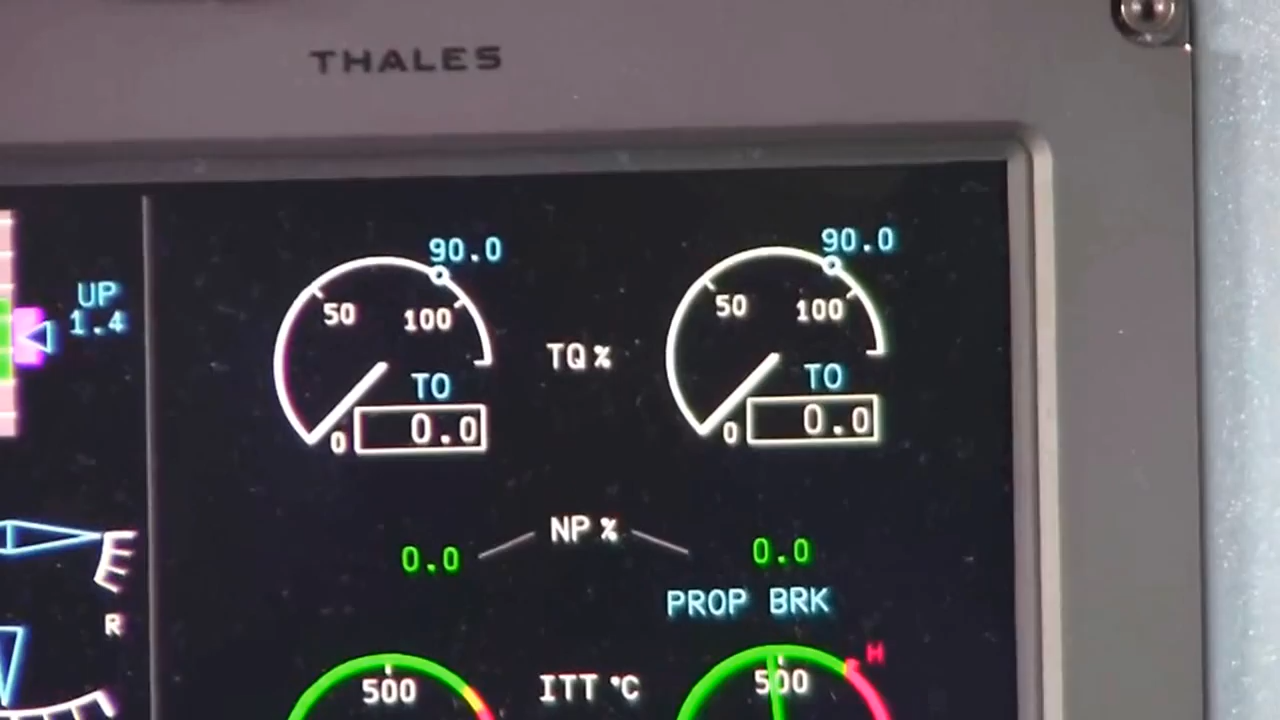 THALES
90.0 90.0
UP
1.4
50 100 50 100
TQ %
TO TO
0 0.0 0 0.0
NP %
0.0 0.0
PROP BRK
R
H
500 ITT °C 500